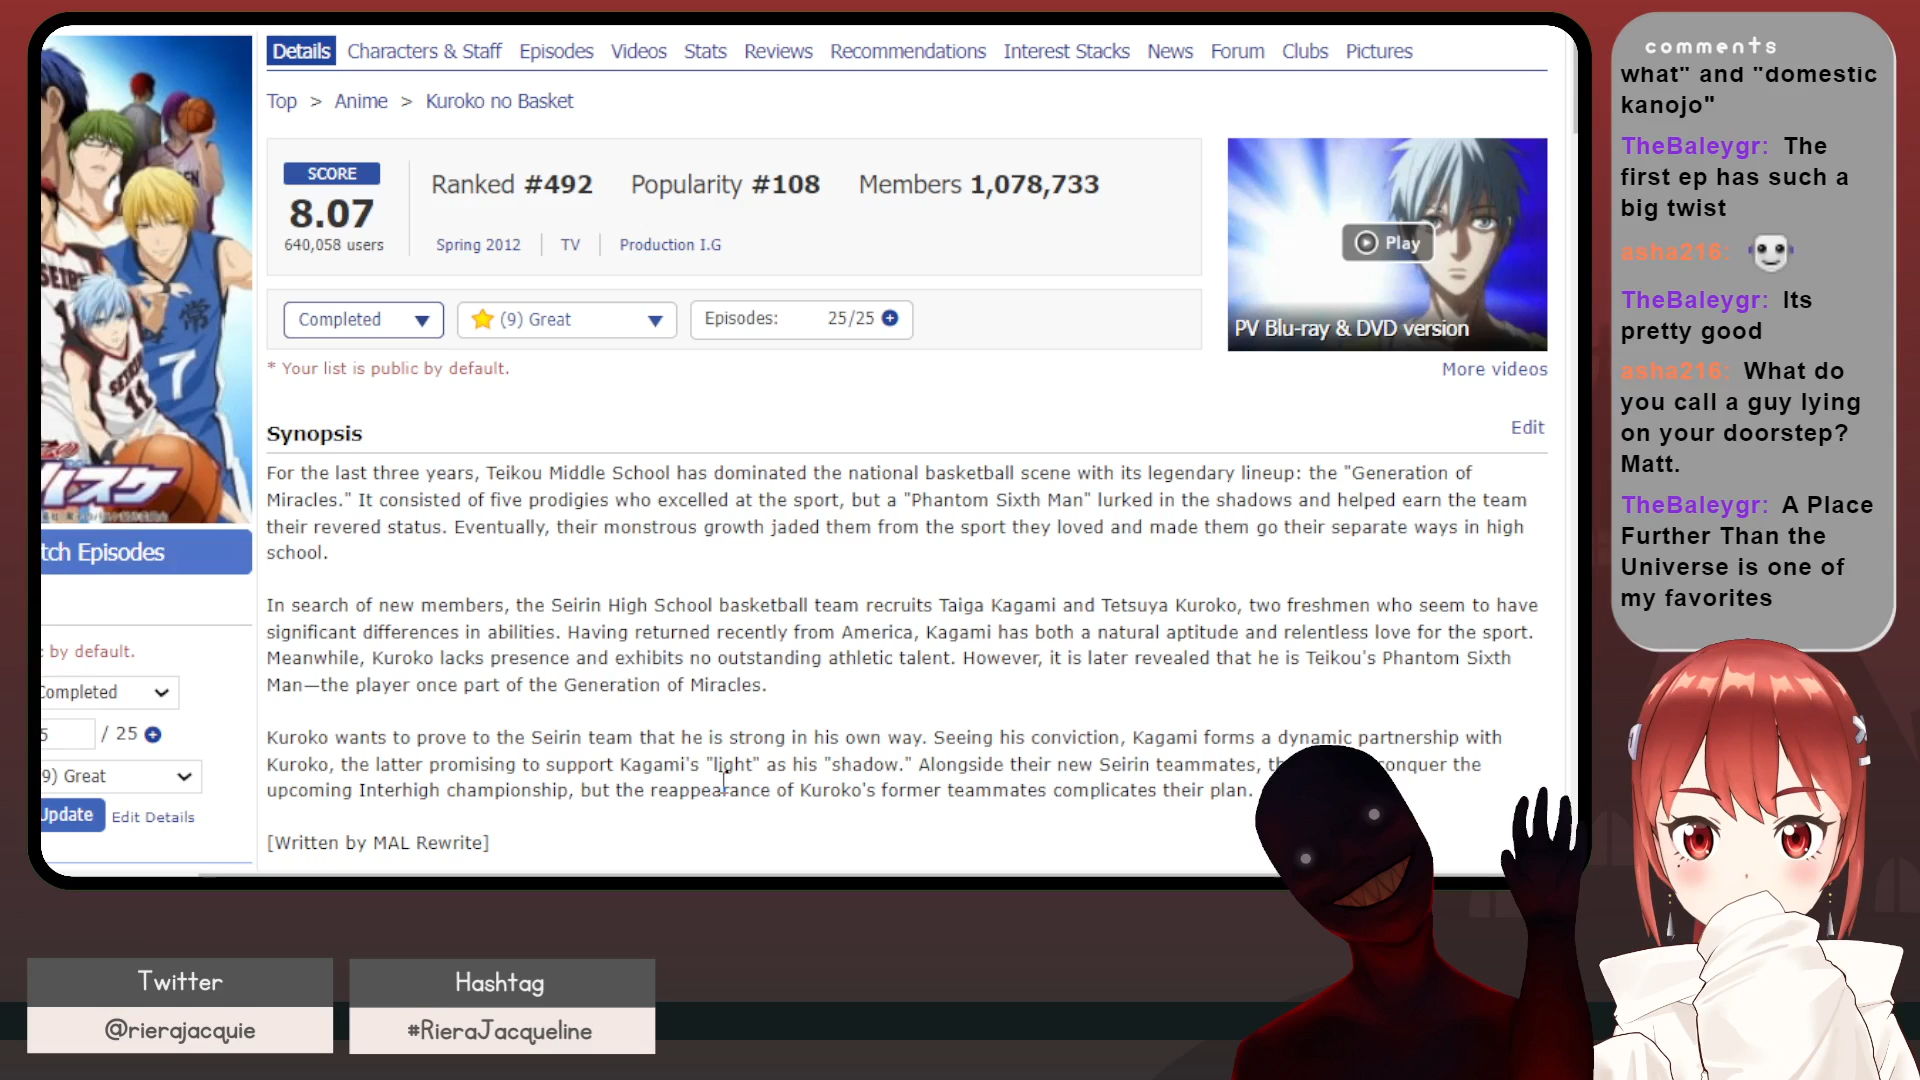 Details Characters & Staff Episodes Videos Stats Reviews Recommendations Interest Stacks News Forum Clubs Pictures
Top > Anime > Kuroko no Basket
SCORE
8.07
640,058 users
Ranked #492 Popularity #108 Members 1,078,733
Spring 2012 TV Production I.G
Completed (9) Great Episodes: 25/25
* Your list is public by default.
Play
PV Blu-ray & DVD version
More videos
Synopsis
Edit
For the last three years, Teikou Middle School has dominated the national basketball scene with its legendary lineup: the "Generation of
Miracles." It consisted of five prodigies who excelled at the sport, but a "Phantom Sixth Man" lurked in the shadows and helped earn the team
their revered status. Eventually, their monstrous growth jaded them from the sport they loved and made them go their separate ways in high
school.
In search of new members, the Seirin High School basketball team recruits Taiga Kagami and Tetsuya Kuroko, two freshmen who seem to have
significant differences in abilities. Having returned recently from America, Kagami has both a natural aptitude and relentless love for the sport.
Meanwhile, Kuroko lacks presence and exhibits no outstanding athletic talent. However, it is later revealed that he is Teikou's Phantom Sixth
Man—the player once part of the Generation of Miracles.
Kuroko wants to prove to the Seirin team that he is strong in his own way. Seeing his conviction, Kagami forms a dynamic partnership with
Kuroko, the latter promising to support Kagami's "light" as his "shadow." Alongside their new Seirin teammates, conquer the
upcoming Interhigh championship, but the reappearance of Kuroko's former teammates complicates their plan.
[Written by MAL Rewrite]
SEIRIN
11
7
常
tch Episodes
by default.
Completed
5 / 25
9) Great
Update Edit Details
comments
what" and "domestic
kanojo"
TheBaleygr: The
first ep has such a
big twist
asha216:
TheBaleygr: Its
pretty good
asha216: What do
you call a guy lying
on your doorstep?
Matt.
TheBaleygr: A Place
Further Than the
Universe is one of
my favorites
Twitter
@rierajacquie
Hashtag
#RieraJacqueline